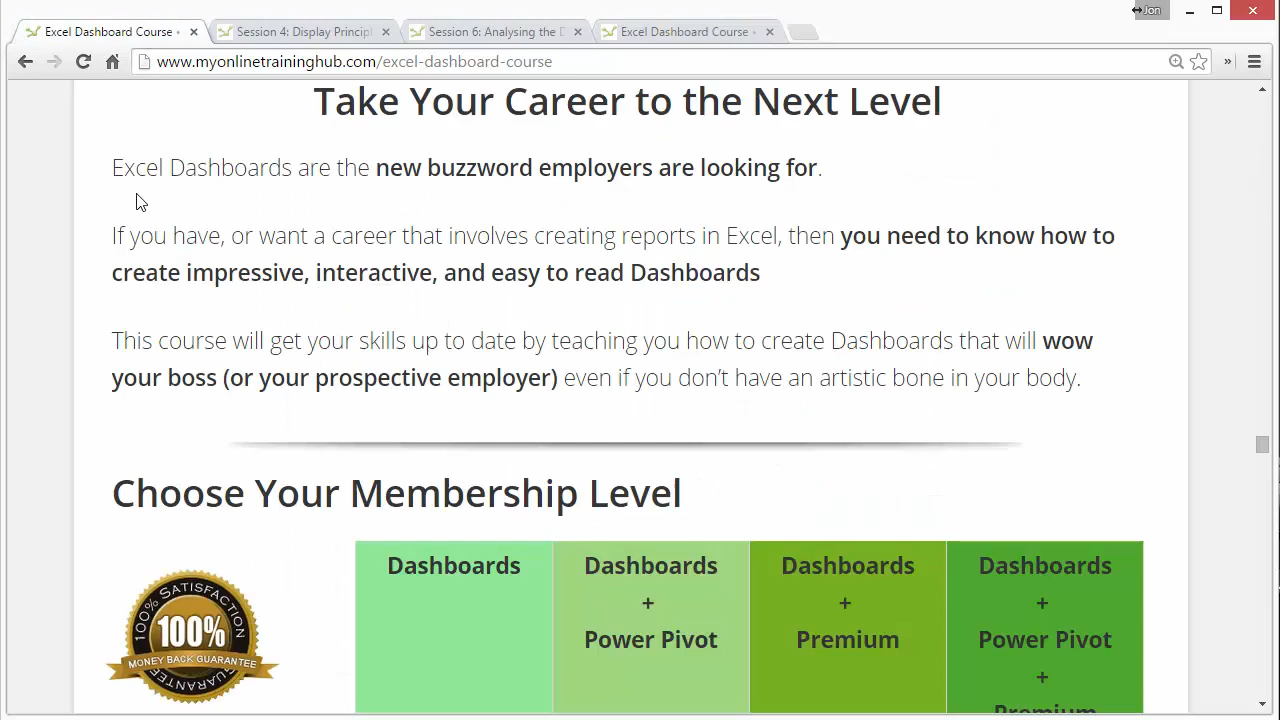 Jon
Excel Dashboard Course -
Session 4: Display Princip
Session 6: Analysing the D
Excel Dashboard Course -
www.myonlinetraininghub.com/excel-dashboard-course
Take Your Career to the Next Level
Excel Dashboards are the new buzzword employers are looking for.
If you have, or want a career that involves creating reports in Excel, then you need to know how to
create impressive, interactive, and easy to read Dashboards
This course will get your skills up to date by teaching you how to create Dashboards that will wow
your boss (or your prospective employer) even if you don't have an artistic bone in your body.
Choose Your Membership Level
100% SATISFACTION
100%
MONEY BACK GUARANTEE
GUARANTEE
Dashboards
Dashboards
+
Power Pivot
Dashboards
+
Premium
Dashboards
+
Power Pivot
+
Premium